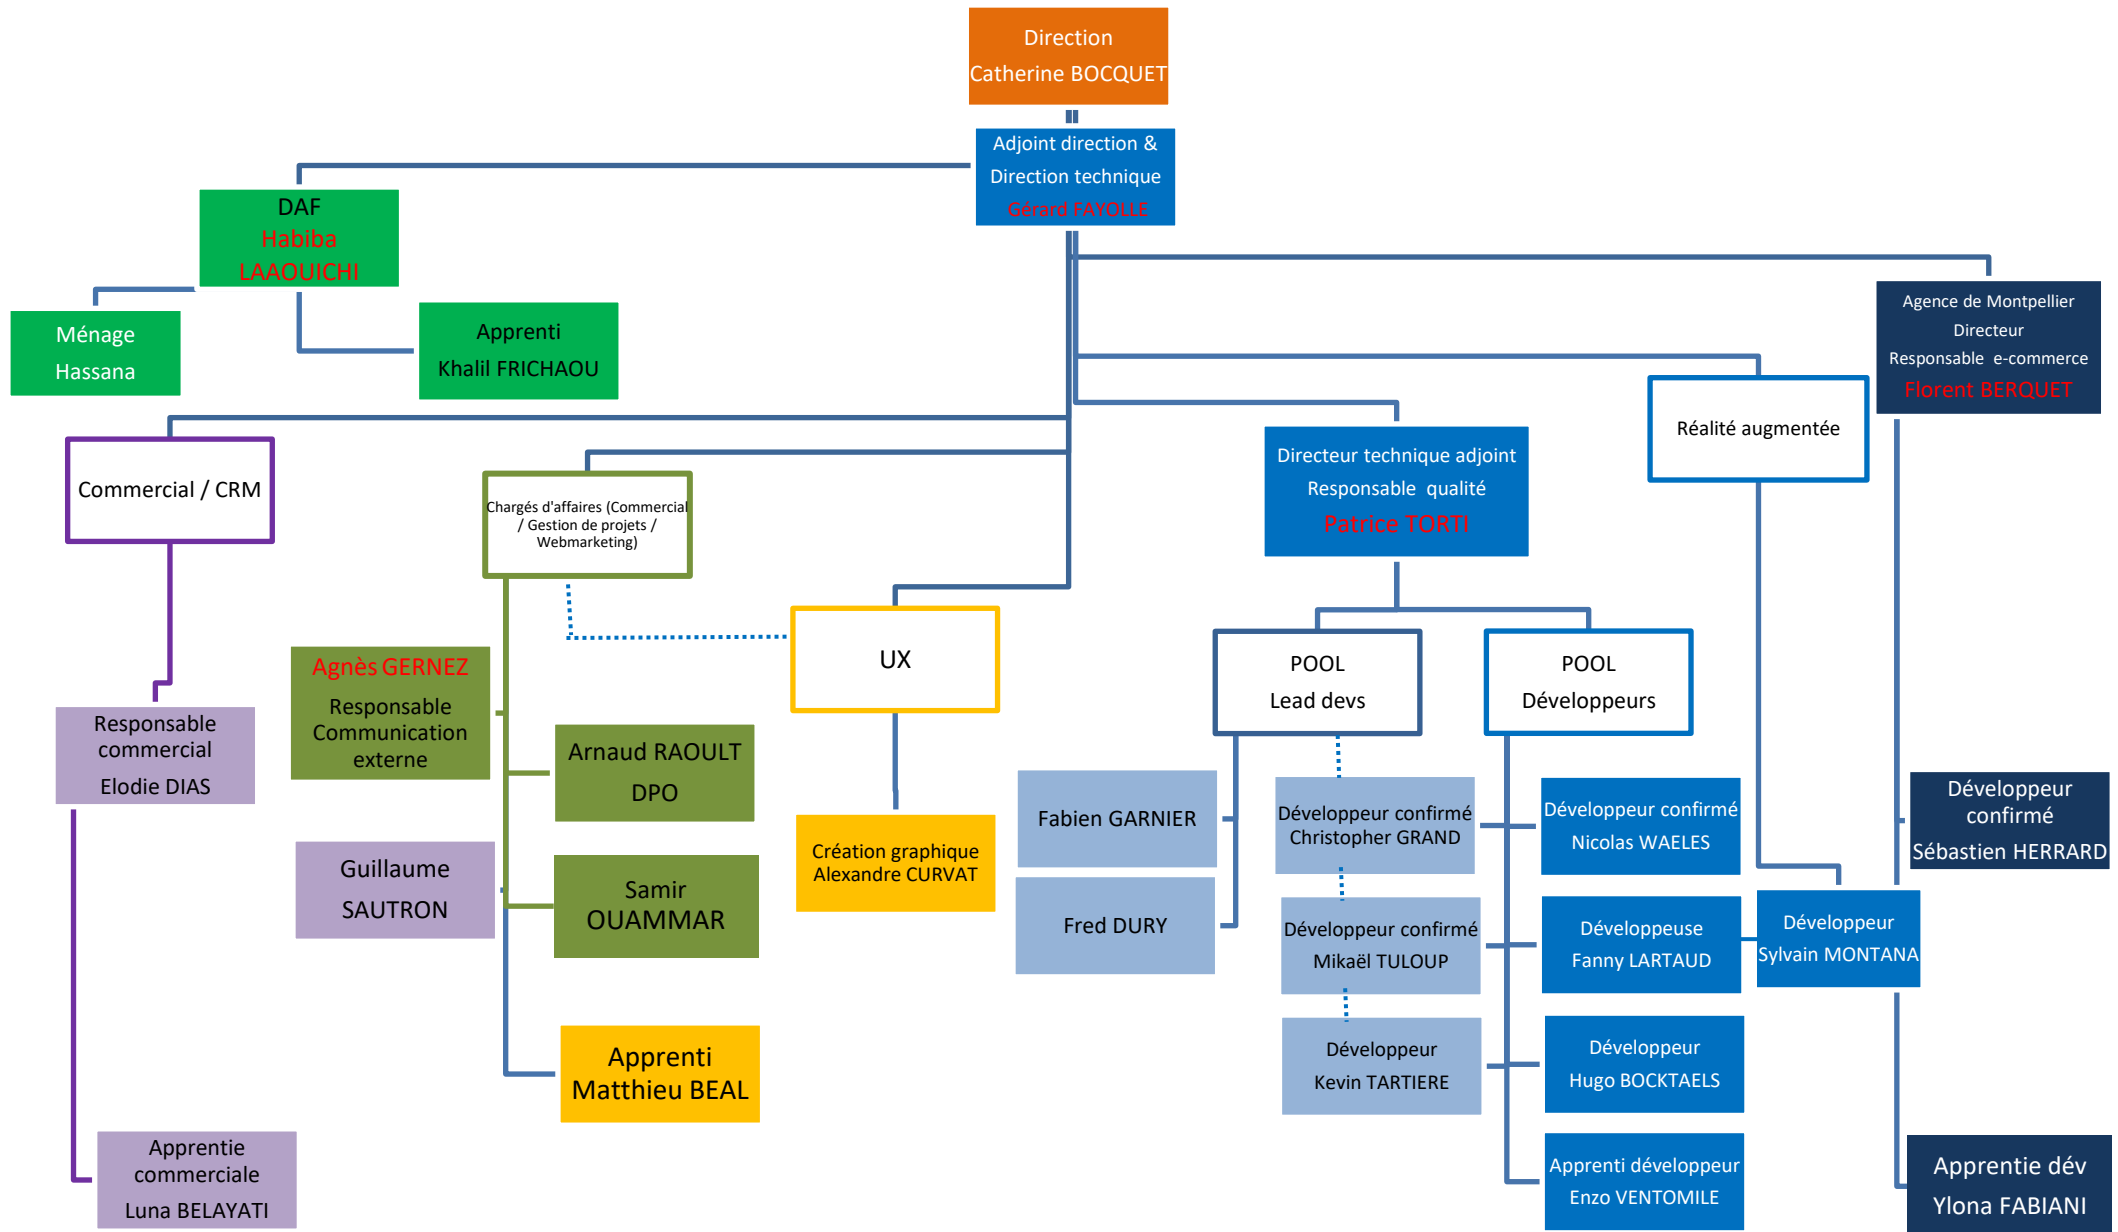 Direction
Catherine BOCQUET
Adjoint direction &
Direction technique
Gérard FAYOLLE
DAF
Habiba
LAAOUICHI
Ménage
Hassana
Apprenti
Khalil FRICHAOU
Agence de Montpellier
Directeur
Responsable e-commerce
Florent BERQUET
Réalité augmentée
Commercial / CRM
Chargés d'affaires (Commercial
/ Gestion de projets /
Webmarketing)
Directeur technique adjoint
Responsable qualité
Patrice TORTI
UX
POOL
Lead devs
POOL
Développeurs
Agnès GERNEZ
Responsable
Communication
externe
Responsable
commercial
Elodie DIAS
Arnaud RAOULT
DPO
Guillaume
SAUTRON
Samir
OUAMMAR
Création graphique
Alexandre CURVAT
Fabien GARNIER
Fred DURY
Développeur confirmé
Christopher GRAND
Développeur confirmé
Nicolas WAELES
Développeur
confirmé
Sébastien HERRARD
Développeur confirmé
Mikaël TULOUP
Développeuse
Fanny LARTAUD
Développeur
Sylvain MONTANA
Apprenti
Matthieu BEAL
Développeur
Kevin TARTIERE
Développeur
Hugo BOCKTAELS
Apprentie
commerciale
Luna BELAYATI
Apprenti développeur
Enzo VENTOMILE
Apprentie dév
Ylona FABIANI